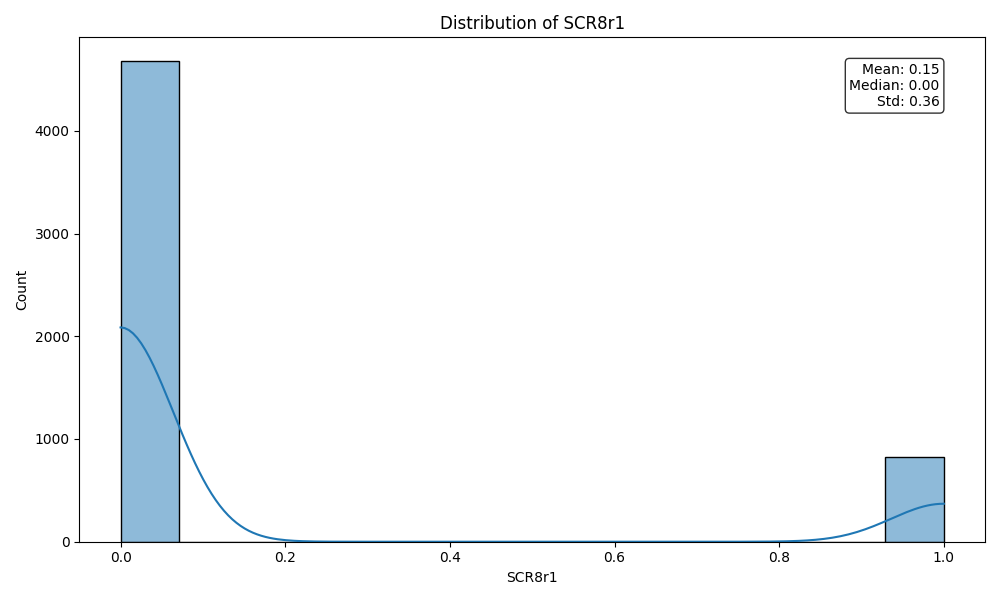 Distribution of SCR8r1
Mean: 0.15
Median: 0.00
Std: 0.36
Count
4000
3000
2000
1000
0
0.0 0.2 0.4 0.6 0.8 1.0
SCR8r1